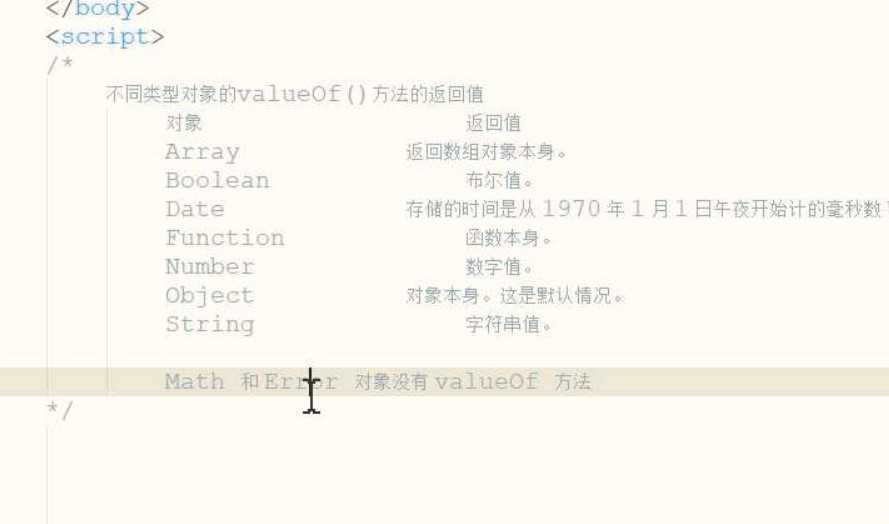 </body>
<script>
/*
不同类型对象的valueOf()方法的返回值
对象 返回值
Array 返回数组对象本身。
Boolean 布尔值。
Date 存储的时间是从 1970 年 1 月 1 日午夜开始计的毫秒数
Function 函数本身。
Number 数字值。
Object 对象本身。这是默认情况。
String 字符串值。
Math 和Error 对象没有 valueOf 方法
*/